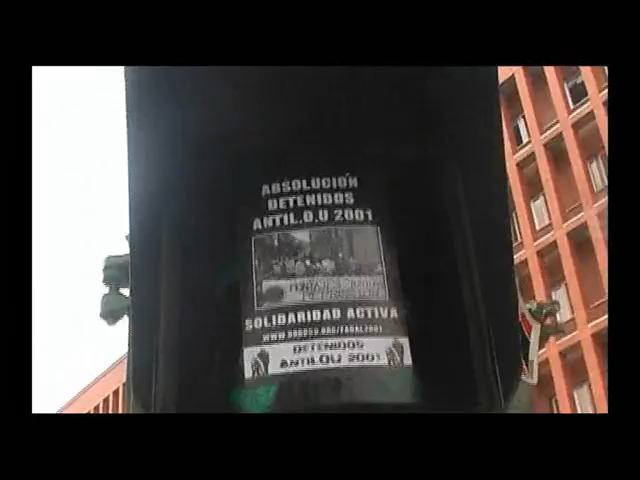 ABSOLUCIÓN
DETENIDOS
ANTIL.O.U 2001
SOLIDARIDAD ACTIVA
DETENIDOS
ANTILOU 2001